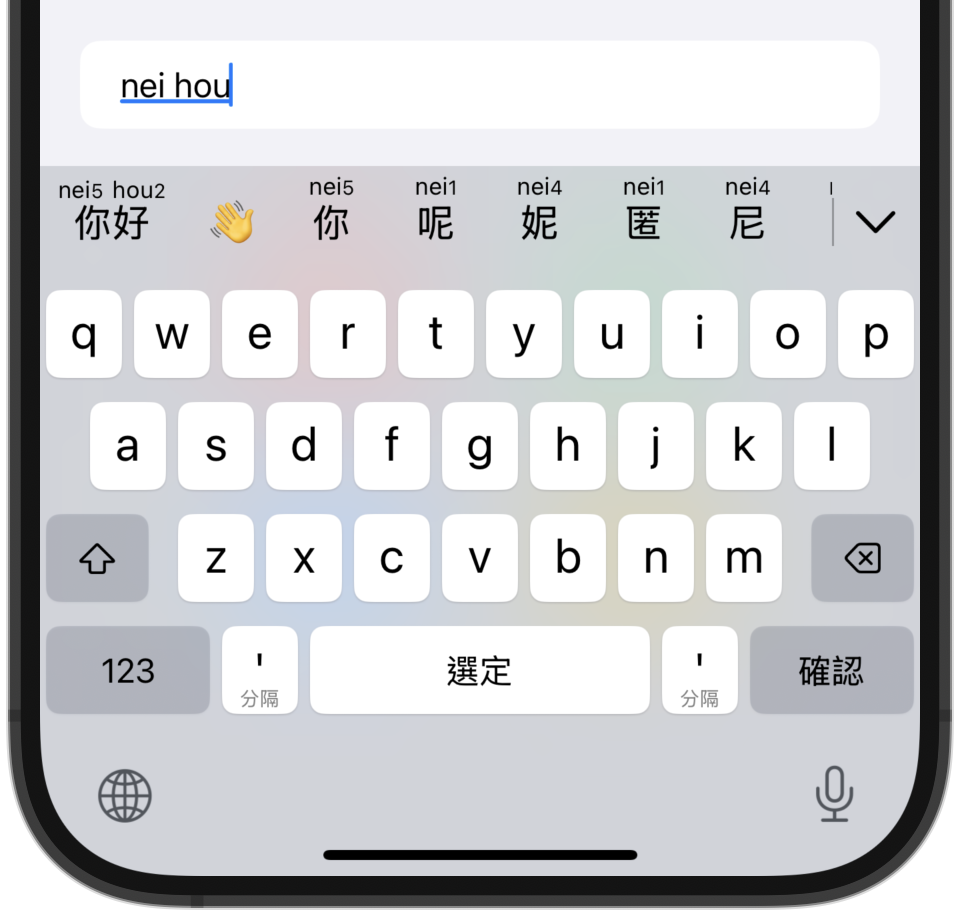 nei hou
nei5 hou2 nei5 nei1 nei4 nei1 nei4
你好 👋 你 呢 妮 匿 尼
q w e r t y u i o p
a s d f g h j k l
z x c v b n m
123 ' 選定 ' 確認
分隔 分隔